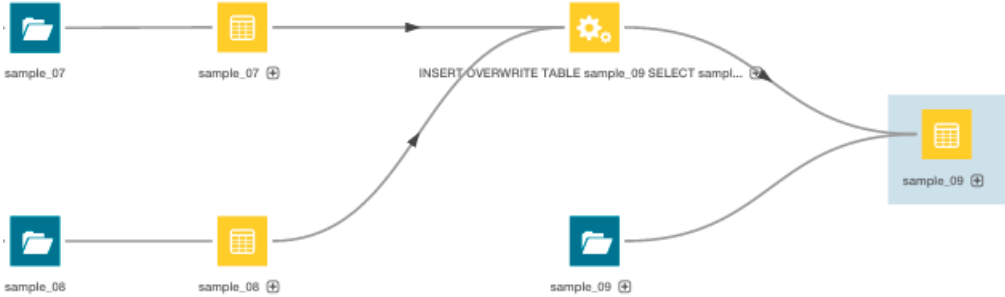 sample_07
sample_07
INSERT OVERWRITE TABLE sample_09 SELECT sampl...
sample_09
sample_08
sample_08
sample_09